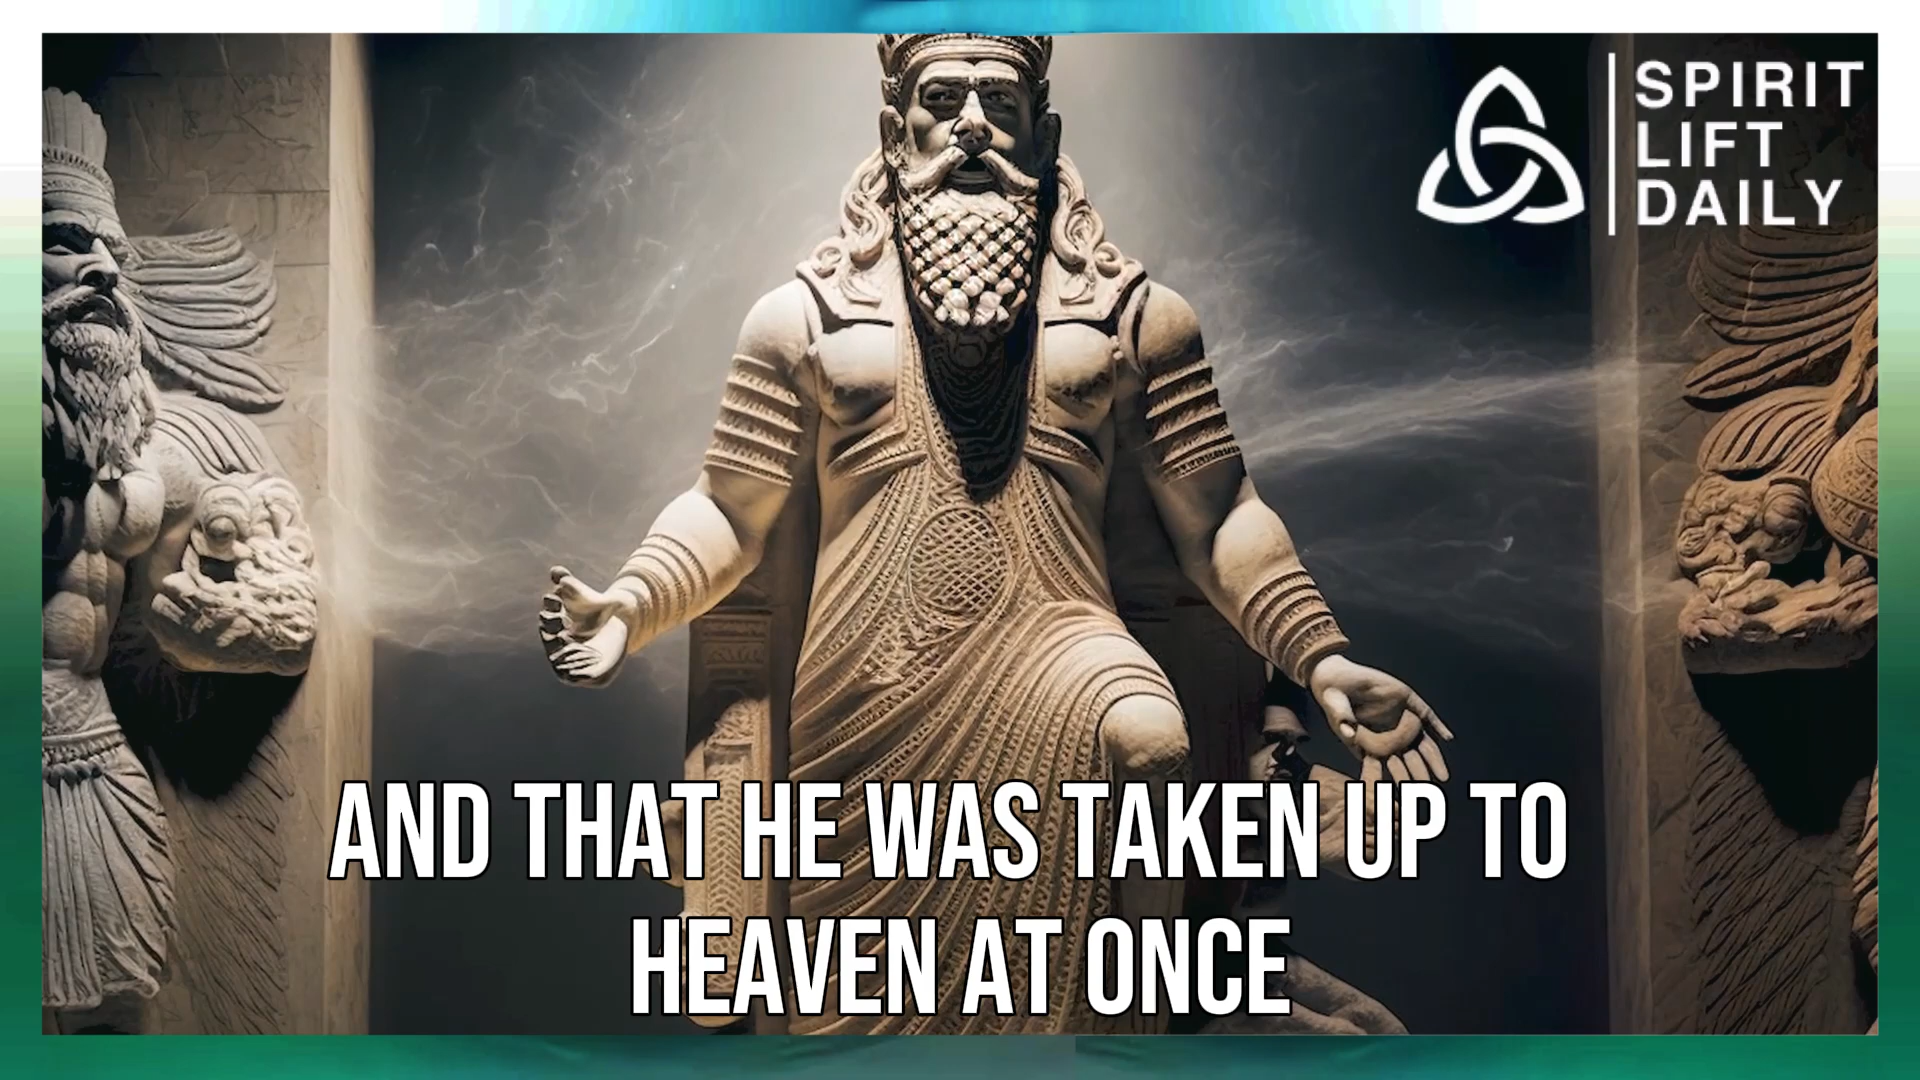 SPIRIT
LIFT
DAILY
AND THAT HE WAS TAKEN UP TO
HEAVEN AT ONCE